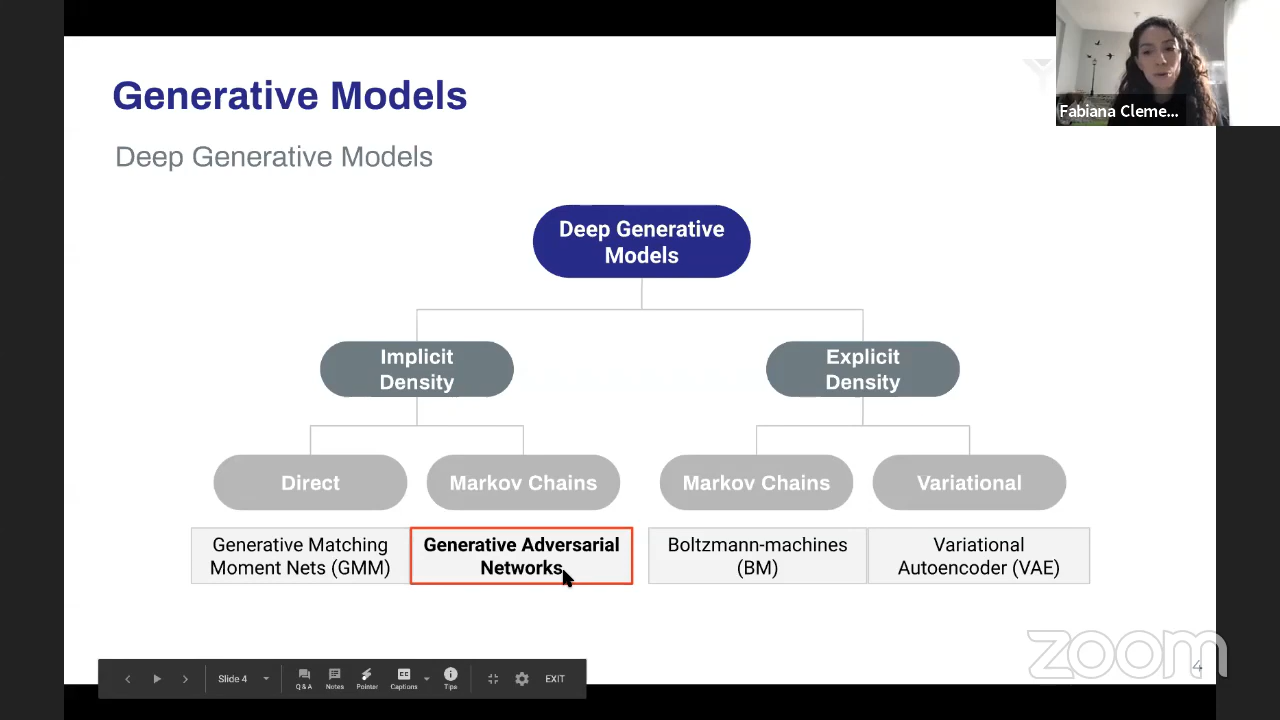 Generative Models
Fabiana Cleme...
Deep Generative Models
Deep Generative
Models
Implicit
Density
Explicit
Density
Direct
Markov Chains
Markov Chains
Variational
Generative Matching
Moment Nets (GMM)
Generative Adversarial
Networks
Boltzmann-machines
(BM)
Variational
Autoencoder (VAE)
zoom
4
Slide 4
Q & A
Notes
Pointer
CC
Captions
Tips
EXIT